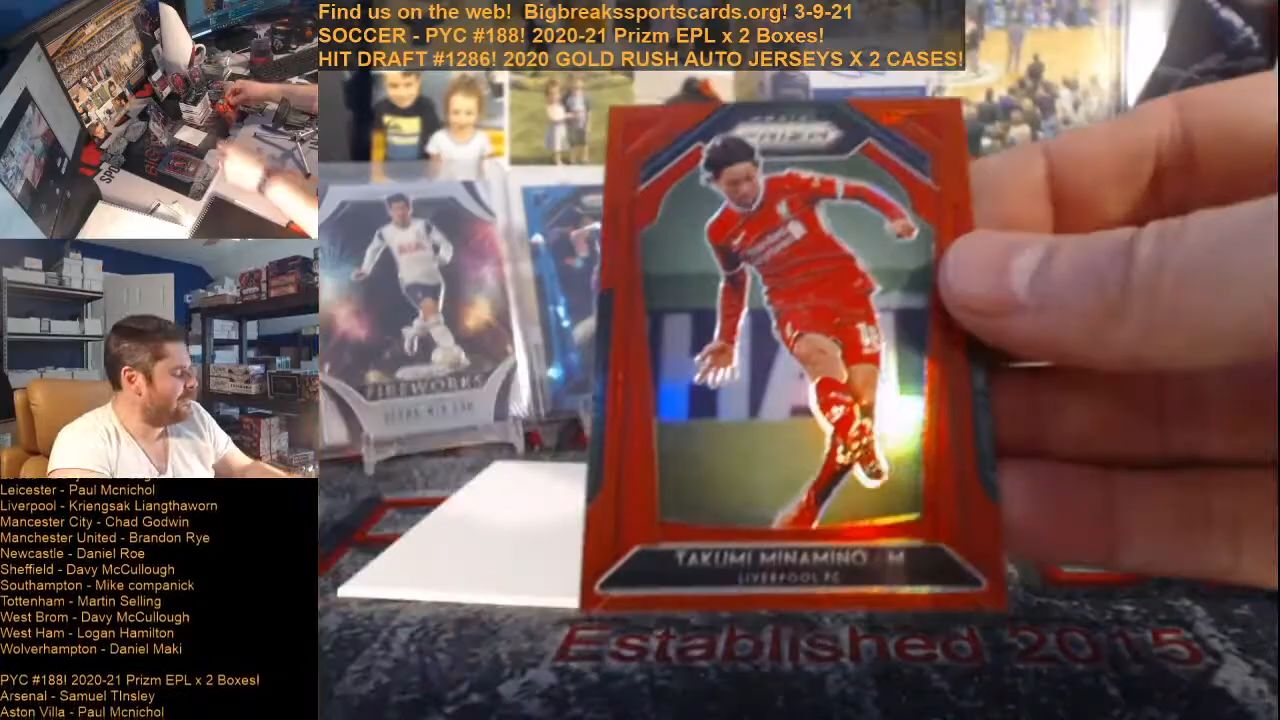 Find us on the web! Bigbreakssportscards.org! 3-9-21
SOCCER - PYC #188! 2020-21 Prizm EPL x 2 Boxes!
HIT DRAFT #1286! 2020 GOLD RUSH AUTO JERSEYS X 2 CASES!
PRIZM
TAKUMI MINAMINO M
LIVERPOOL FC
FIREWORKS
Established 2015
Leicester - Paul Mcnichol
Liverpool - Kriengsak Liangthaworn
Mancester City - Chad Godwin
Manchester United - Brandon Rye
Newcastle - Daniel Roe
Sheffield - Davy McCullough
Southampton - Mike companick
Tottenham - Martin Selling
West Brom - Davy McCullough
West Ham - Logan Hamilton
Wolverhampton - Daniel Maki
PYC #188! 2020-21 Prizm EPL x 2 Boxes!
Arsenal - Samuel TInsley
Aston Villa - Paul Mcnichol